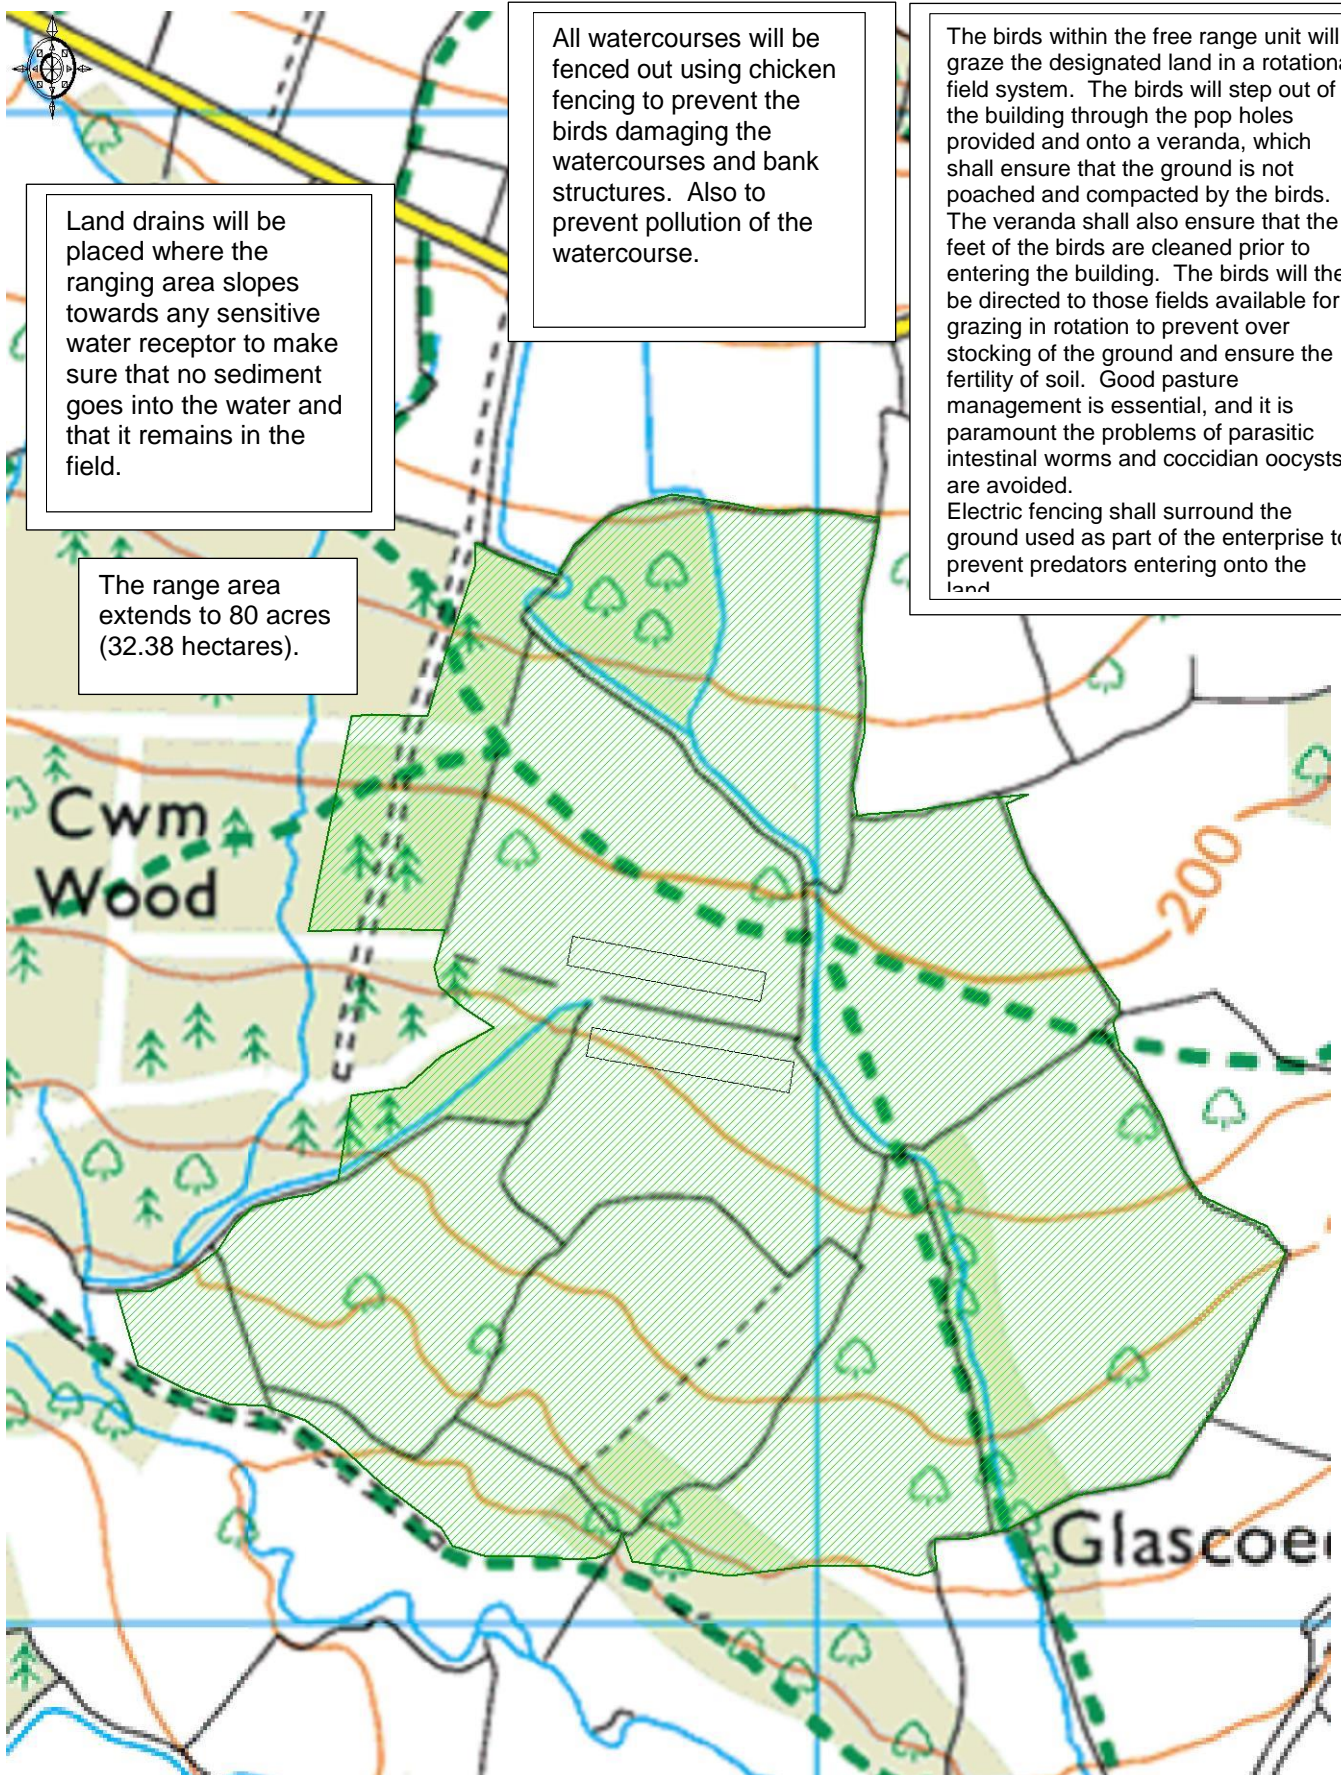 All watercourses will be
fenced out using chicken
fencing to prevent the
birds damaging the
watercourses and bank
structures. Also to
prevent pollution of the
watercourse.
The birds within the free range unit will
graze the designated land in a rotationa
field system. The birds will step out of
the building through the pop holes
provided and onto a veranda, which
shall ensure that the ground is not
poached and compacted by the birds.
The veranda shall also ensure that the
feet of the birds are cleaned prior to
entering the building. The birds will the
be directed to those fields available for
grazing in rotation to prevent over
stocking of the ground and ensure the
fertility of soil. Good pasture
management is essential, and it is
paramount the problems of parasitic
intestinal worms and coccidian oocysts
are avoided.
Electric fencing shall surround the
ground used as part of the enterprise to
prevent predators entering onto the
land
Land drains will be
placed where the
ranging area slopes
towards any sensitive
water receptor to make
sure that no sediment
goes into the water and
that it remains in the
field.
The range area
extends to 80 acres
(32.38 hectares).
Cwm
Wood
200
Glascoe